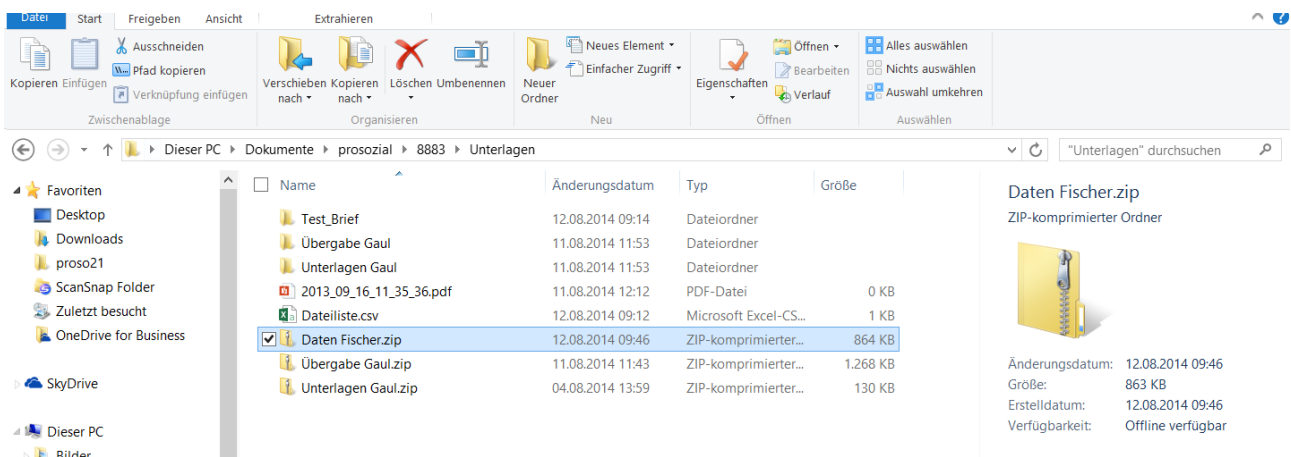 Datei Start Freigeben Ansicht Extrahieren
Kopieren
Einfügen
Ausschneiden
Pfad kopieren
Verknüpfung einfügen
Zwischenablage
Verschieben nach
Kopieren nach
Löschen
Umbenennen
Organisieren
Neuer Ordner
Neues Element
Einfacher Zugriff
Neu
Eigenschaften
Öffnen
Bearbeiten
Verlauf
Öffnen
Alles auswählen
Nichts auswählen
Auswahl umkehren
Auswählen
Dieser PC Dokumente prosozial 8883 Unterlagen
"Unterlagen" durchsuchen
Favoriten
Desktop
Downloads
proso21
ScanSnap Folder
Zuletzt besucht
OneDrive for Business
SkyDrive
Dieser PC
Bilder
Name Änderungsdatum Typ Größe
Test_Brief 12.08.2014 09:14 Dateiordner
Übergabe Gaul 11.08.2014 11:53 Dateiordner
Unterlagen Gaul 11.08.2014 11:53 Dateiordner
2013_09_16_11_35_36.pdf 11.08.2014 12:12 PDF-Datei 0 KB
Dateiliste.csv 12.08.2014 09:12 Microsoft Excel-CS... 1 KB
Daten Fischer.zip 12.08.2014 09:46 ZIP-komprimierter... 864 KB
Übergabe Gaul.zip 11.08.2014 11:43 ZIP-komprimierter... 1.268 KB
Unterlagen Gaul.zip 04.08.2014 13:59 ZIP-komprimierter... 130 KB
Daten Fischer.zip
ZIP-komprimierter Ordner
Änderungsdatum: 12.08.2014 09:46
Größe: 863 KB
Erstelldatum: 12.08.2014 09:46
Verfügbarkeit: Offline verfügbar